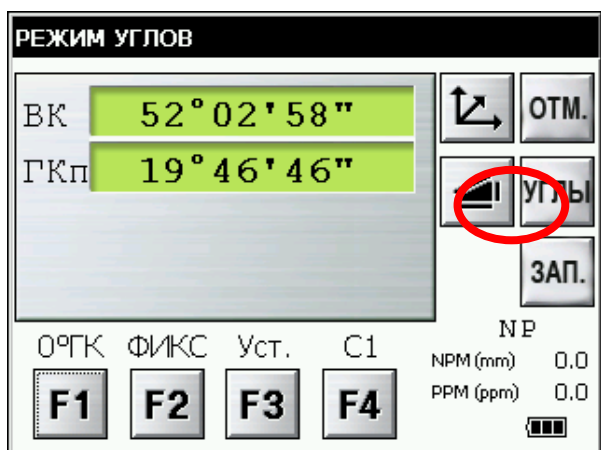 РЕЖИМ УГЛОВ
ВК 52°02'58"
ГКп 19°46'46"
ОТМ.
УГЛЫ
ЗАП.
0°ГК ФИКС Уст. С1
F1 F2 F3 F4
NP
NPM (mm) 0.0
PPM (ppm) 0.0